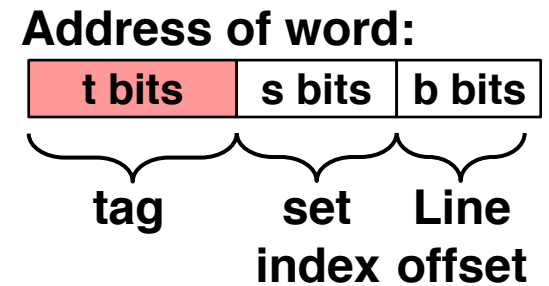 Address of word:
t bits s bits b bits
tag set Line
index offset